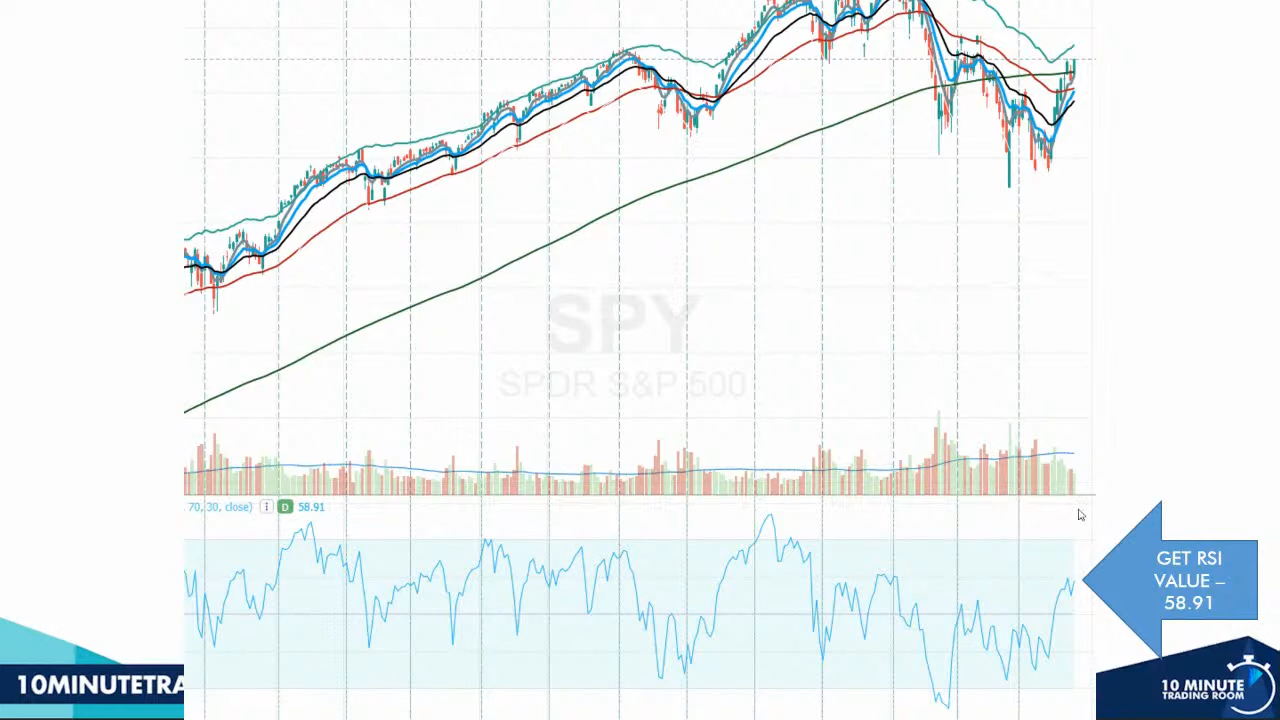 SPY
SPDR S&P 500
70, 30, close) i D 58.91
GET RSI
VALUE –
58.91
10MINUTETRA
10 MINUTE
TRADING ROOM